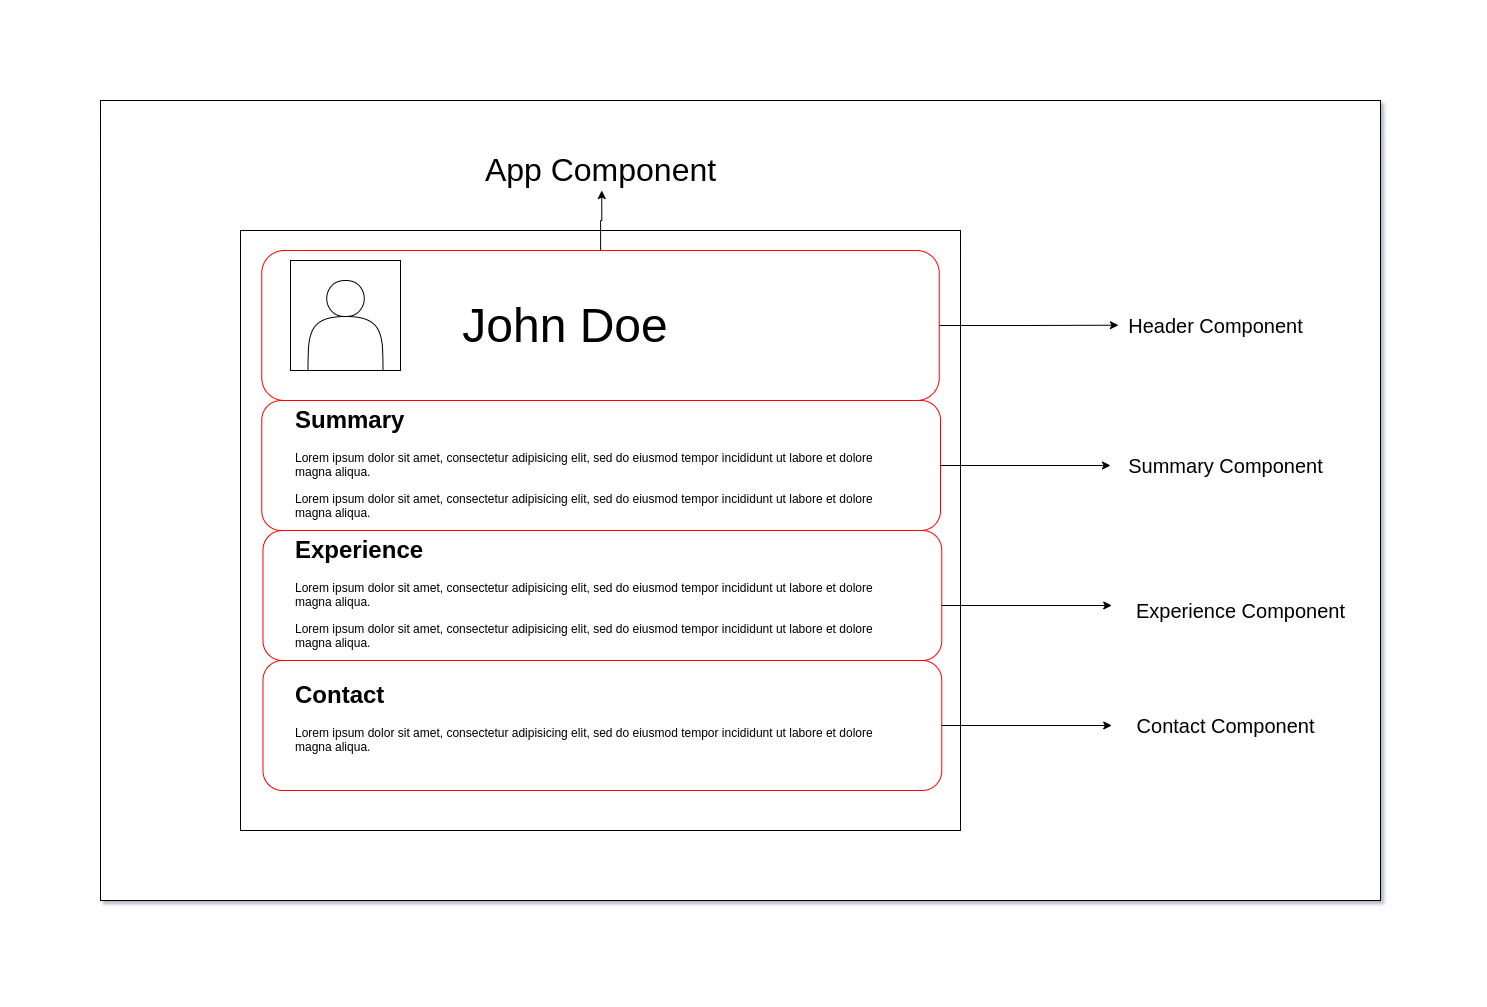 App Component
John Doe
Header Component
Summary
Lorem ipsum dolor sit amet, consectetur adipisicing elit, sed do eiusmod tempor incididunt ut labore et dolore
magna aliqua.
Summary Component
Lorem ipsum dolor sit amet, consectetur adipisicing elit, sed do eiusmod tempor incididunt ut labore et dolore
magna aliqua.
Experience
Lorem ipsum dolor sit amet, consectetur adipisicing elit, sed do eiusmod tempor incididunt ut labore et dolore
magna aliqua.
Experience Component
Lorem ipsum dolor sit amet, consectetur adipisicing elit, sed do eiusmod tempor incididunt ut labore et dolore
magna aliqua.
Contact
Lorem ipsum dolor sit amet, consectetur adipisicing elit, sed do eiusmod tempor incididunt ut labore et dolore
magna aliqua.
Contact Component